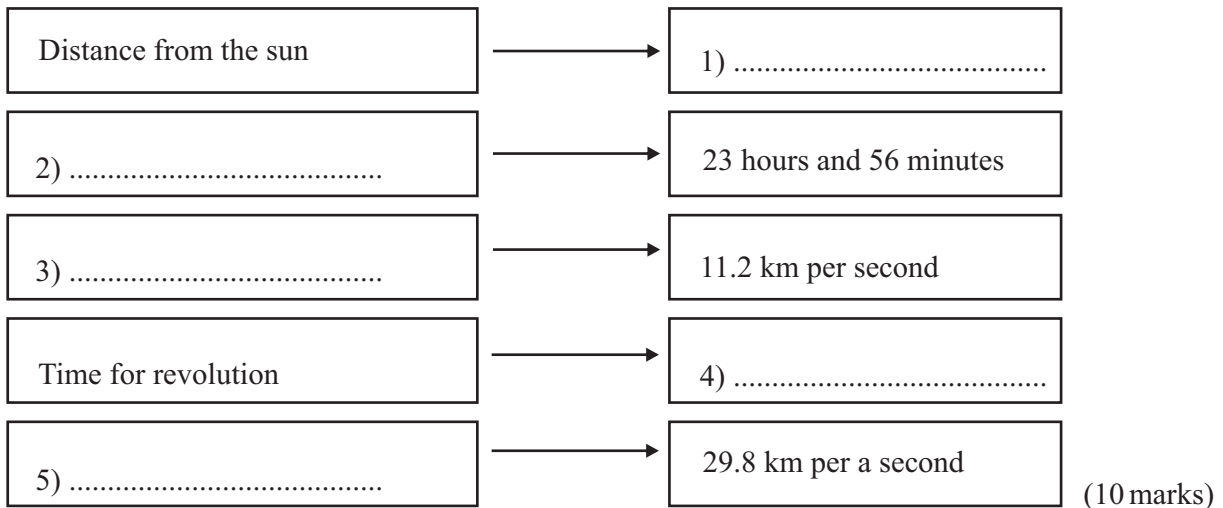 Distance from the sun
1) .....................................
2) .....................................
23 hours and 56 minutes
3) .....................................
11.2 km per second
Time for revolution
4) .....................................
5) .....................................
29.8 km per a second
(10 marks)